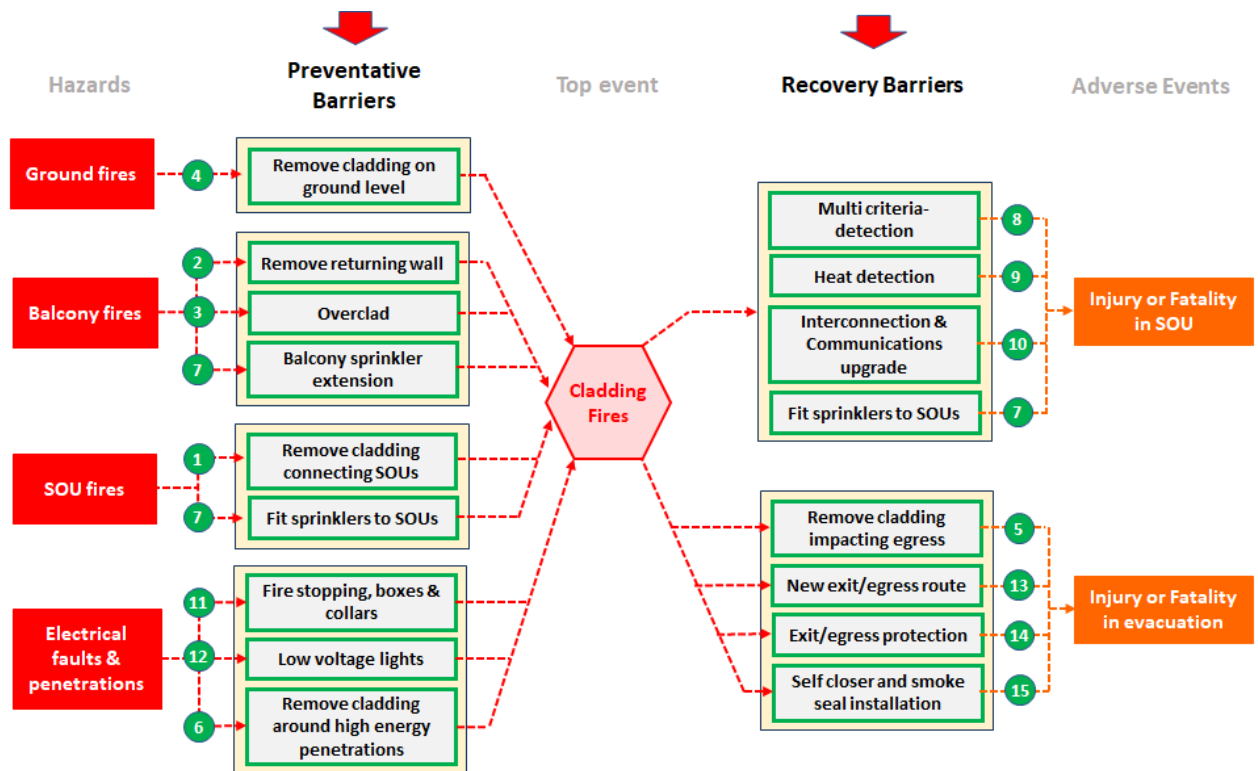 Hazards
Preventative
Barriers
Top event
Recovery Barriers
Adverse Events
Ground fires
4
Remove cladding on
ground level
Balcony fires
2
3
7
Remove returning wall
Overclad
Balcony sprinkler
extension
SOU fires
1
7
Remove cladding
connecting SOUs
Fit sprinklers to SOUs
Electrical
faults &
penetrations
11
12
6
Fire stopping, boxes &
collars
Low voltage lights
Remove cladding
around high energy
penetrations
Cladding
Fires
Multi criteria-
detection
8
Heat detection
9
Interconnection &
Communications
upgrade
10
Fit sprinklers to SOUs
7
Injury or Fatality
in SOU
Remove cladding
impacting egress
5
New exit/egress route
13
Exit/egress protection
14
Self closer and smoke
seal installation
15
Injury or Fatality
in evacuation